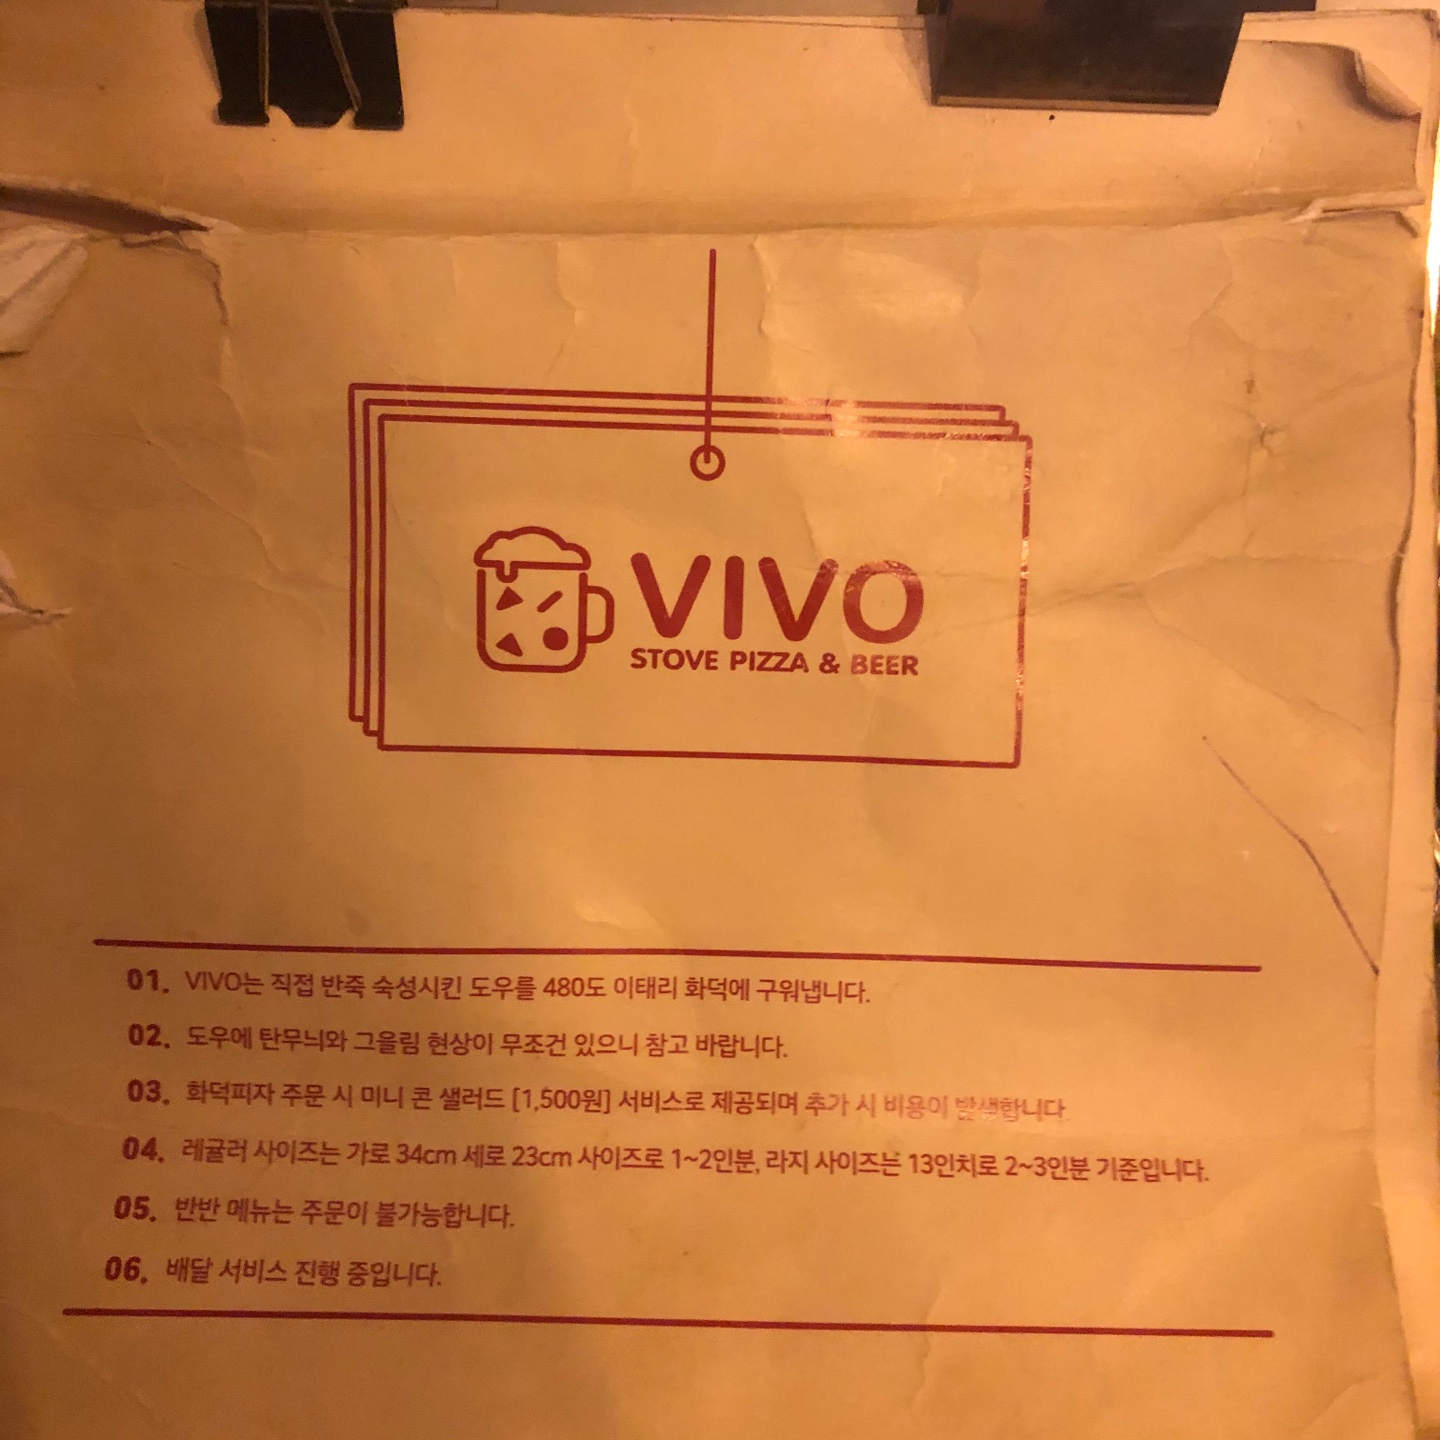 VIVO
STOVE PIZZA & BEER
01. VIVO는 직접 반죽 숙성시킨 도우를 480도 이태리 화덕에 구워냅니다.
02. 도우에 탄무늬와 그을림 현상이 무조건 있으니 참고 바랍니다.
03. 화덕피자 주문 시 미니 콘 샐러드 [1,500원] 서비스로 제공되며 추가 시 비용이 발생합니다.
04. 레귤러 사이즈는 가로 34cm 세로 23cm 사이즈로 1~2인분, 라지 사이즈는 13인치로 2~3인분 기준입니다.
05. 반반 메뉴는 주문이 불가능합니다.
06. 배달 서비스 진행 중입니다.